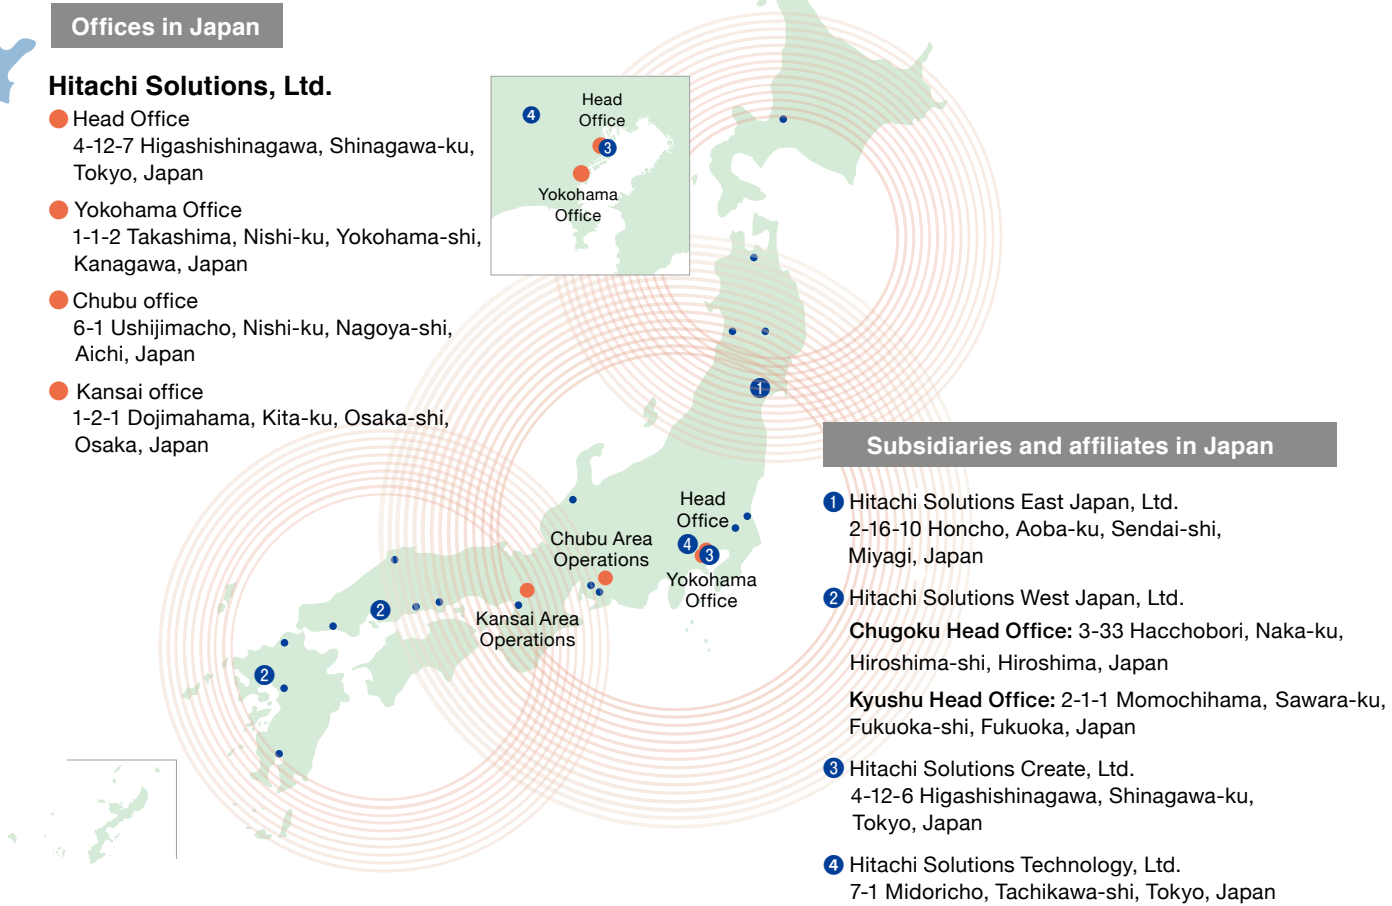 Offices in Japan
Hitachi Solutions, Ltd.
Head Office
4-12-7 Higashishinagawa, Shinagawa-ku,
Tokyo, Japan
Yokohama Office
1-1-2 Takashima, Nishi-ku, Yokohama-shi,
Kanagawa, Japan
Chubu office
6-1 Ushijimacho, Nishi-ku, Nagoya-shi,
Aichi, Japan
Kansai office
1-2-1 Dojimahama, Kita-ku, Osaka-shi,
Osaka, Japan
4
Head
Office
3
Yokohama
Office
1
Head
Office
4
3
Yokohama
Office
Chubu Area
Operations
Kansai Area
Operations
2
2
Subsidiaries and affiliates in Japan
1 Hitachi Solutions East Japan, Ltd.
2-16-10 Honcho, Aoba-ku, Sendai-shi,
Miyagi, Japan
2 Hitachi Solutions West Japan, Ltd.
Chugoku Head Office: 3-33 Hacchobori, Naka-ku,
Hiroshima-shi, Hiroshima, Japan
Kyushu Head Office: 2-1-1 Momochihama, Sawara-ku,
Fukuoka-shi, Fukuoka, Japan
3 Hitachi Solutions Create, Ltd.
4-12-6 Higashishinagawa, Shinagawa-ku,
Tokyo, Japan
4 Hitachi Solutions Technology, Ltd.
7-1 Midoricho, Tachikawa-shi, Tokyo, Japan